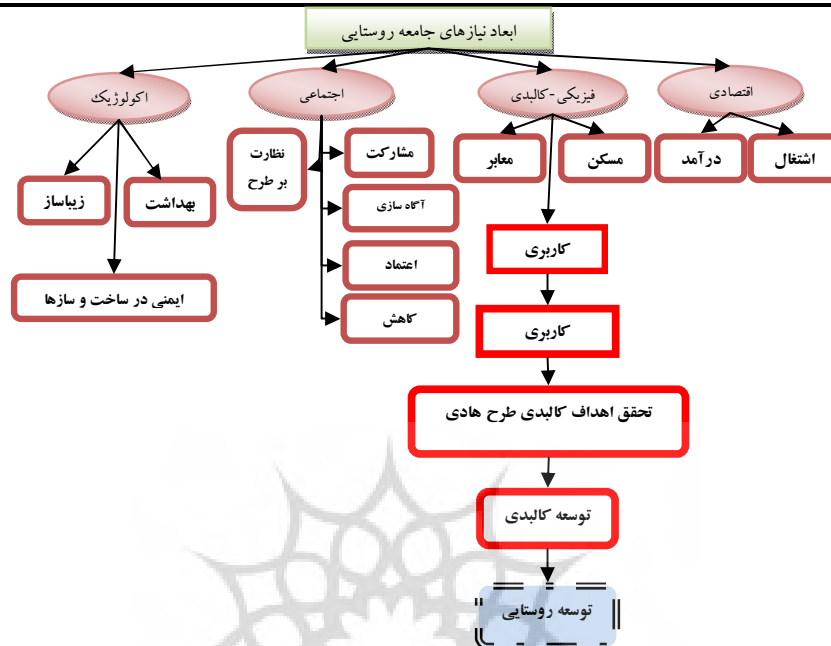 ابعاد نیازهای جامعه روستایی
اقتصادی
فیزیکی-کالبدی
اجتماعی
اکولوژیک
اشتغال
درآمد
مسکن
معابر
کاربری
کاربری
تحقق اهداف کالبدی طرح هادی
توسعه کالبدی
توسعه روستایی
مشارکت
آگاه سازی
اعتماد
کاهش
نظارت
بر طرح
بهداشت
زیباساز
ایمنی در ساخت و سازها